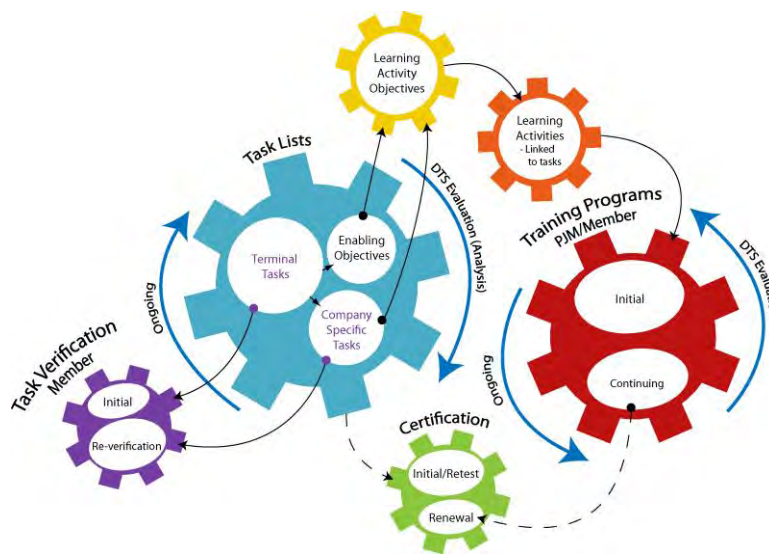 Learning
Activity
Objectives
Learning
Activities
- Linked
to tasks
Task Lists
DTS Evaluation (Analysis)
Enabling
Objectives
Terminal
Tasks
Company
Specific
Tasks
Ongoing
Training Programs
PJM/Member
Initial
Continuing
Ongoing
DTS
Task Verification
Member
Initial
Re-verification
Certification
Initial/Retest
Renewal